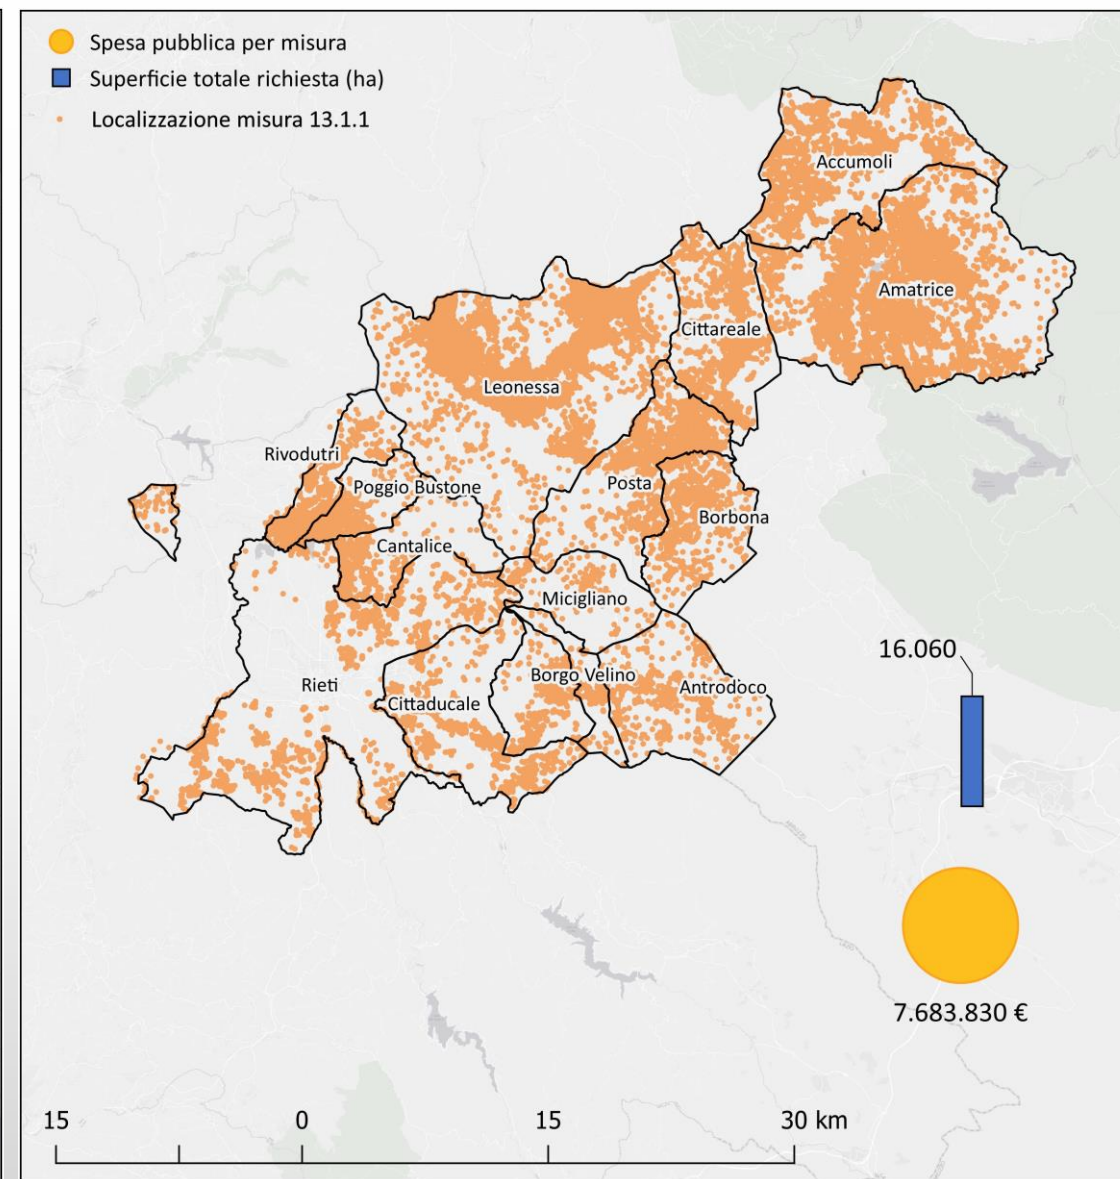 Spesa pubblica per misura
Superficie totale richiesta (ha)
Localizzazione misura 13.1.1
Accumoli
Amatrice
Cittareale
Leonessa
Rivodutri
Poggio Bustone
Posta
Borbona
Cantalice
Micigliano
Rieti
Cittaducale
Borgo Velino
Antrodoco
16.060
7.683.830 €
15 0 15 30 km